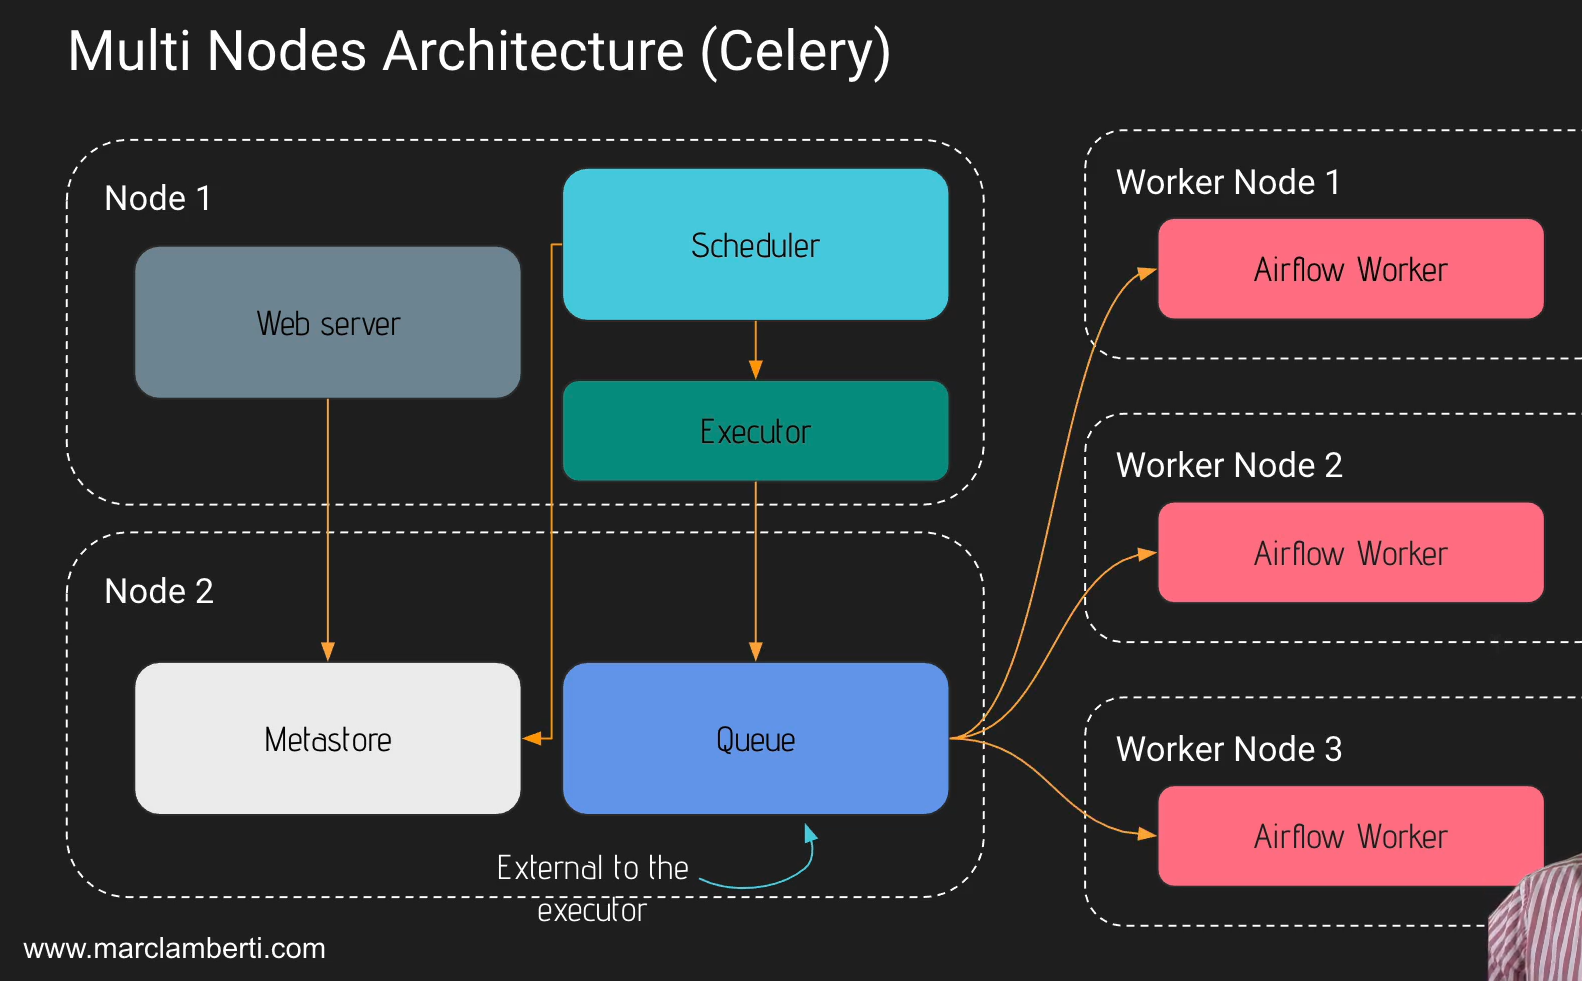 Multi Nodes Architecture (Celery)
Node 1
Web server
Scheduler
Executor
Node 2
Metastore
Queue
External to the
executor
Worker Node 1
Airflow Worker
Worker Node 2
Airflow Worker
Worker Node 3
Airflow Worker
www.marclamberti.com